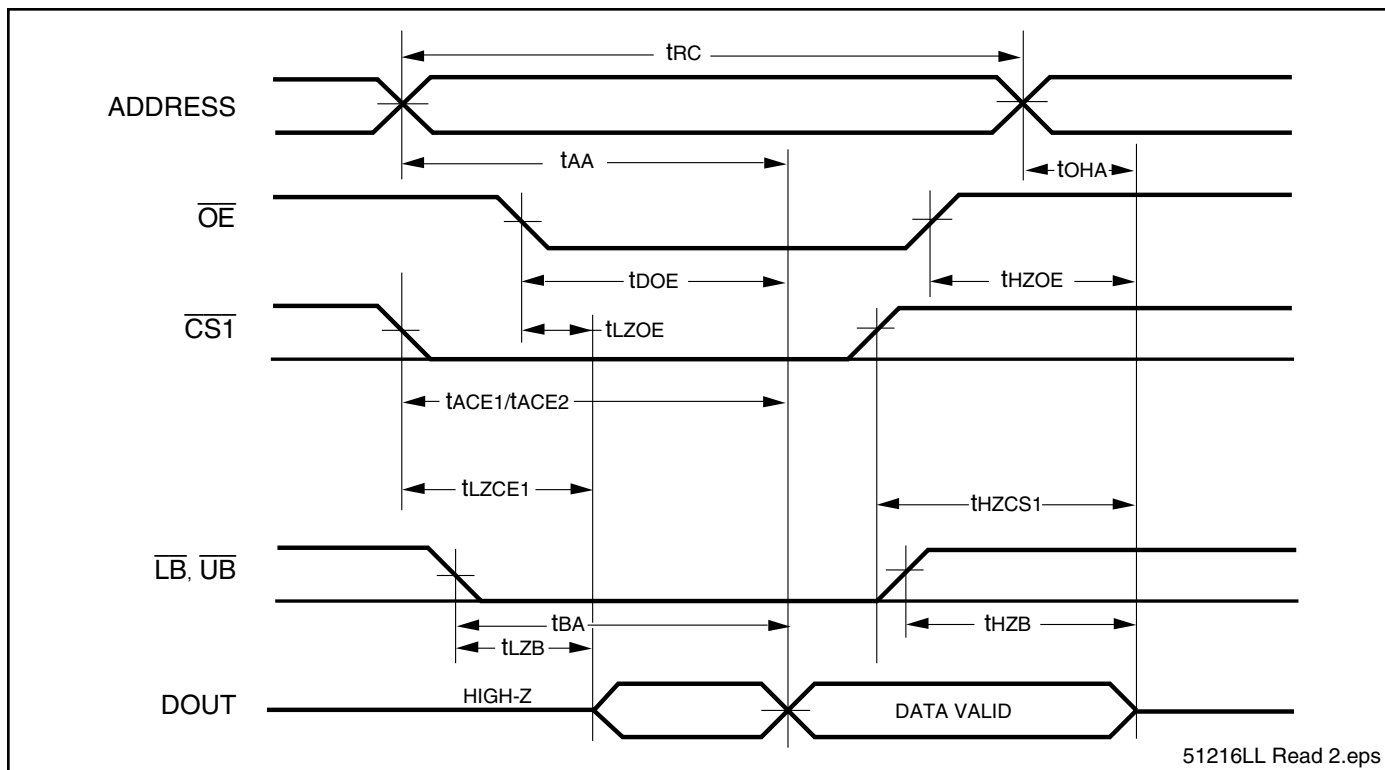 tRC
ADDRESS
tAA
tOHA
OE
tDOE
tHZOE
CS1
tLZOE
tACE1/tACE2
tLZCE1
tHZCS1
LB, UB
tBA
tHZB
tLZB
HIGH-Z
DOUT
DATA VALID
51216LL Read 2.eps